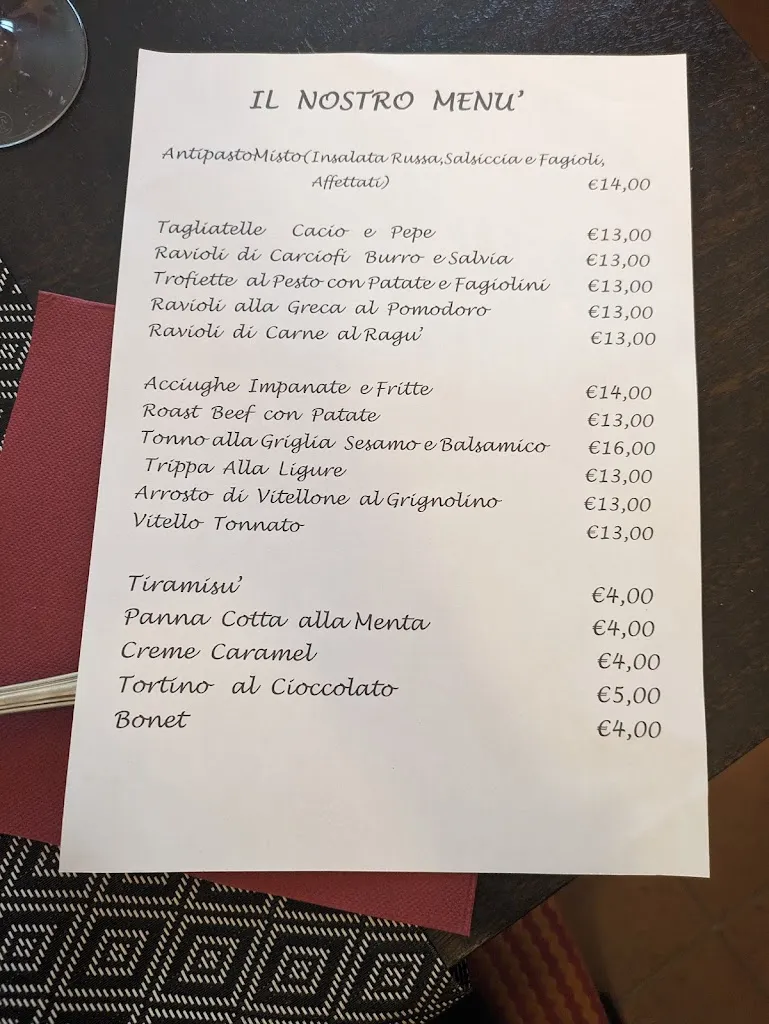 IL NOSTRO MENU'
AntipastoMisto(Insalata Russa,Salsiccia e Fagioli,
Affettati) €14,00
Tagliatelle Cacio e Pepe €13,00
Ravioli di Carciofi Burro e Salvia €13,00
Trofiette al Pesto con Patate e Fagiolini €13,00
Ravioli alla Greca al Pomodoro €13,00
Ravioli di Carne al Ragu' €13,00
Acciughe Impanate e Fritte €14,00
Roast Beef con Patate €13,00
Tonno alla Griglia Sesamo e Balsamico €16,00
Trippa Alla Ligure €13,00
Arrosto di Vitellone al Grignolino €13,00
Vitello Tonnato €13,00
Tiramisu' €4,00
Panna Cotta alla Menta €4,00
Creme Caramel €4,00
Tortino al Cioccolato €5,00
Bonet €4,00